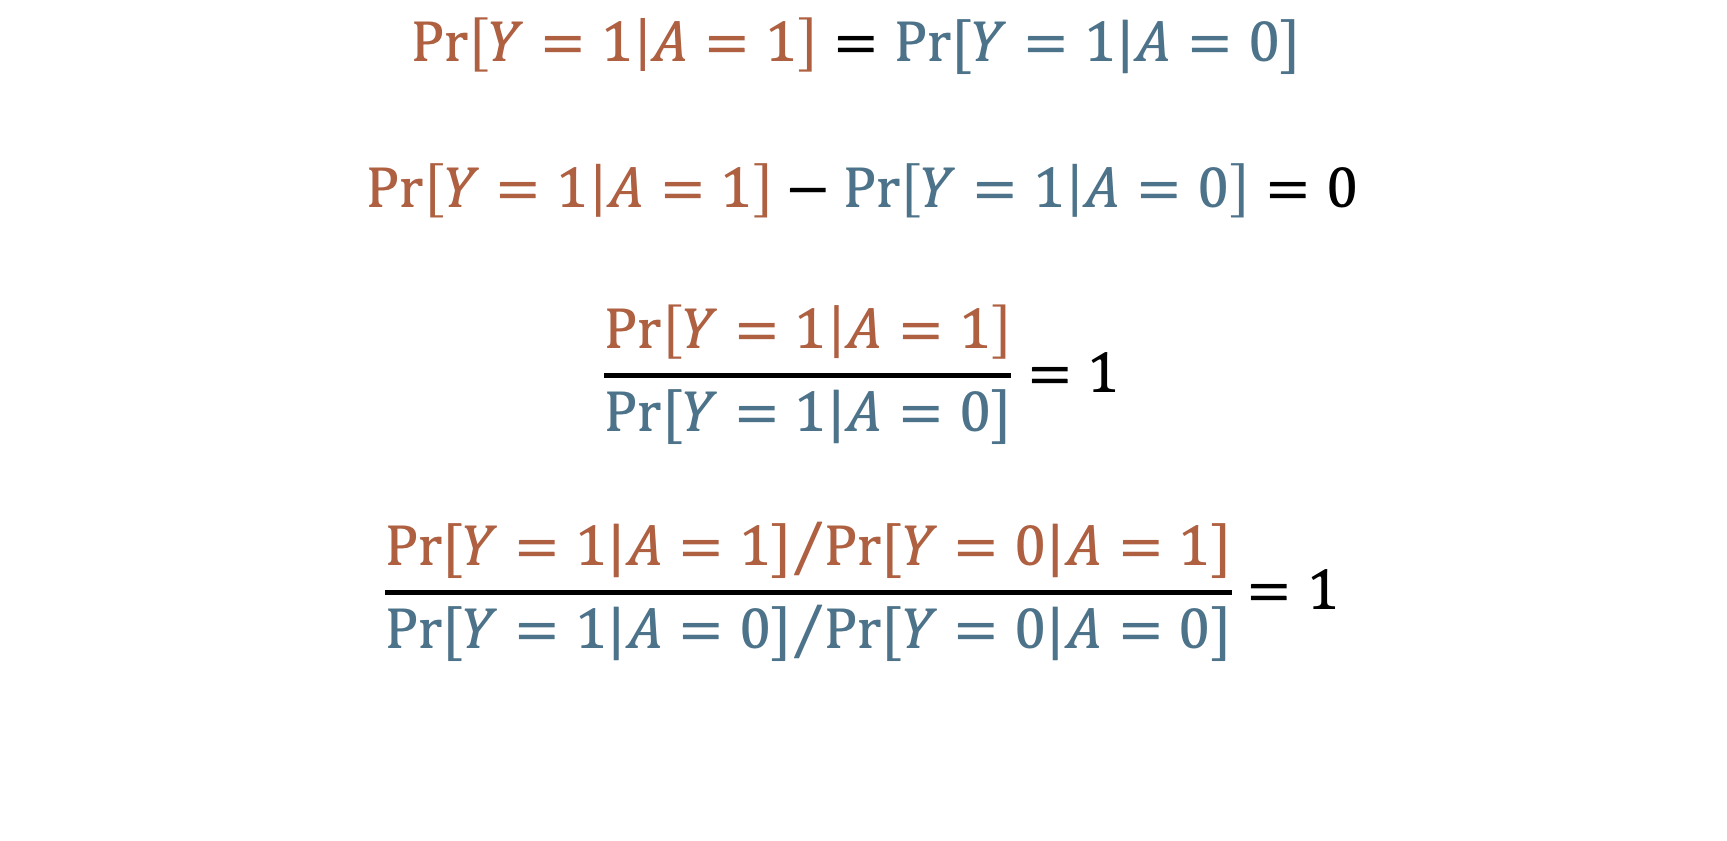 Pr[Y = 1|A = 1] = Pr[Y = 1|A = 0]
Pr[Y = 1|A = 1] − Pr[Y = 1|A = 0] = 0
Pr[Y = 1|A = 1]
= 1
Pr[Y = 1|A = 0]
Pr[Y = 1|A = 1]/Pr[Y = 0|A = 1]
= 1
Pr[Y = 1|A = 0]/Pr[Y = 0|A = 0]